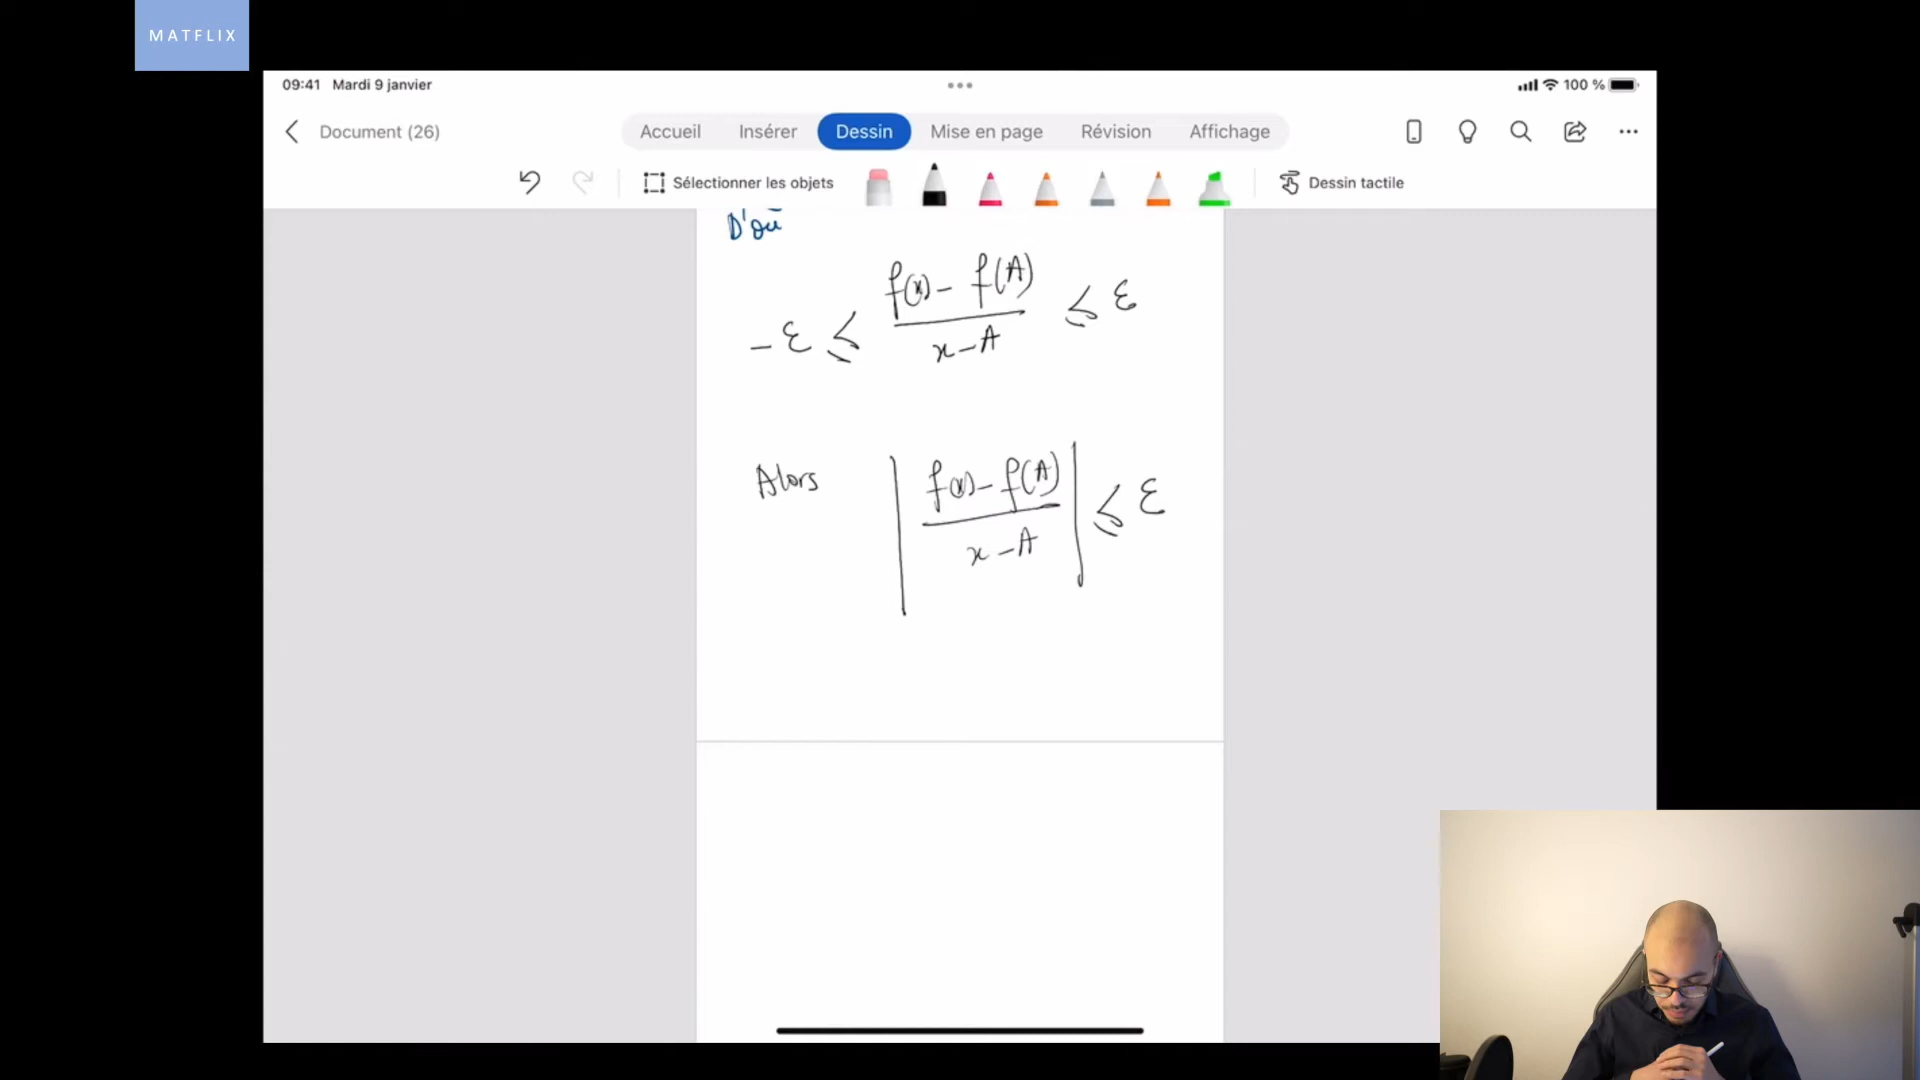 MATFLIX
09:41 Mardi 9 janvier
100 %
Document (26)
Accueil Insérer Dessin Mise en page Révision Affichage
Sélectionner les objets
Dessin tactile
D'où
-ε ≤ (f(x) - f(A)) / (x - A) ≤ ε
Alors | (f(x) - f(A)) / (x - A) | ≤ ε